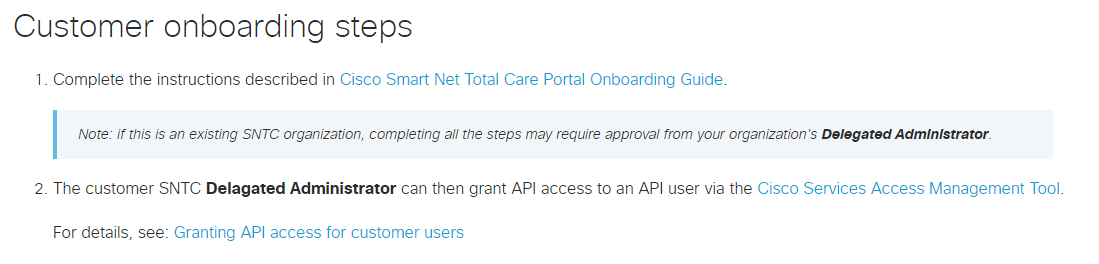 Customer onboarding steps
1. Complete the instructions described in Cisco Smart Net Total Care Portal Onboarding Guide.
Note: if this is an existing SNTC organization, completing all the steps may require approval from your organization's Delegated Administrator.
2. The customer SNTC Delagated Administrator can then grant API access to an API user via the Cisco Services Access Management Tool.
For details, see: Granting API access for customer users